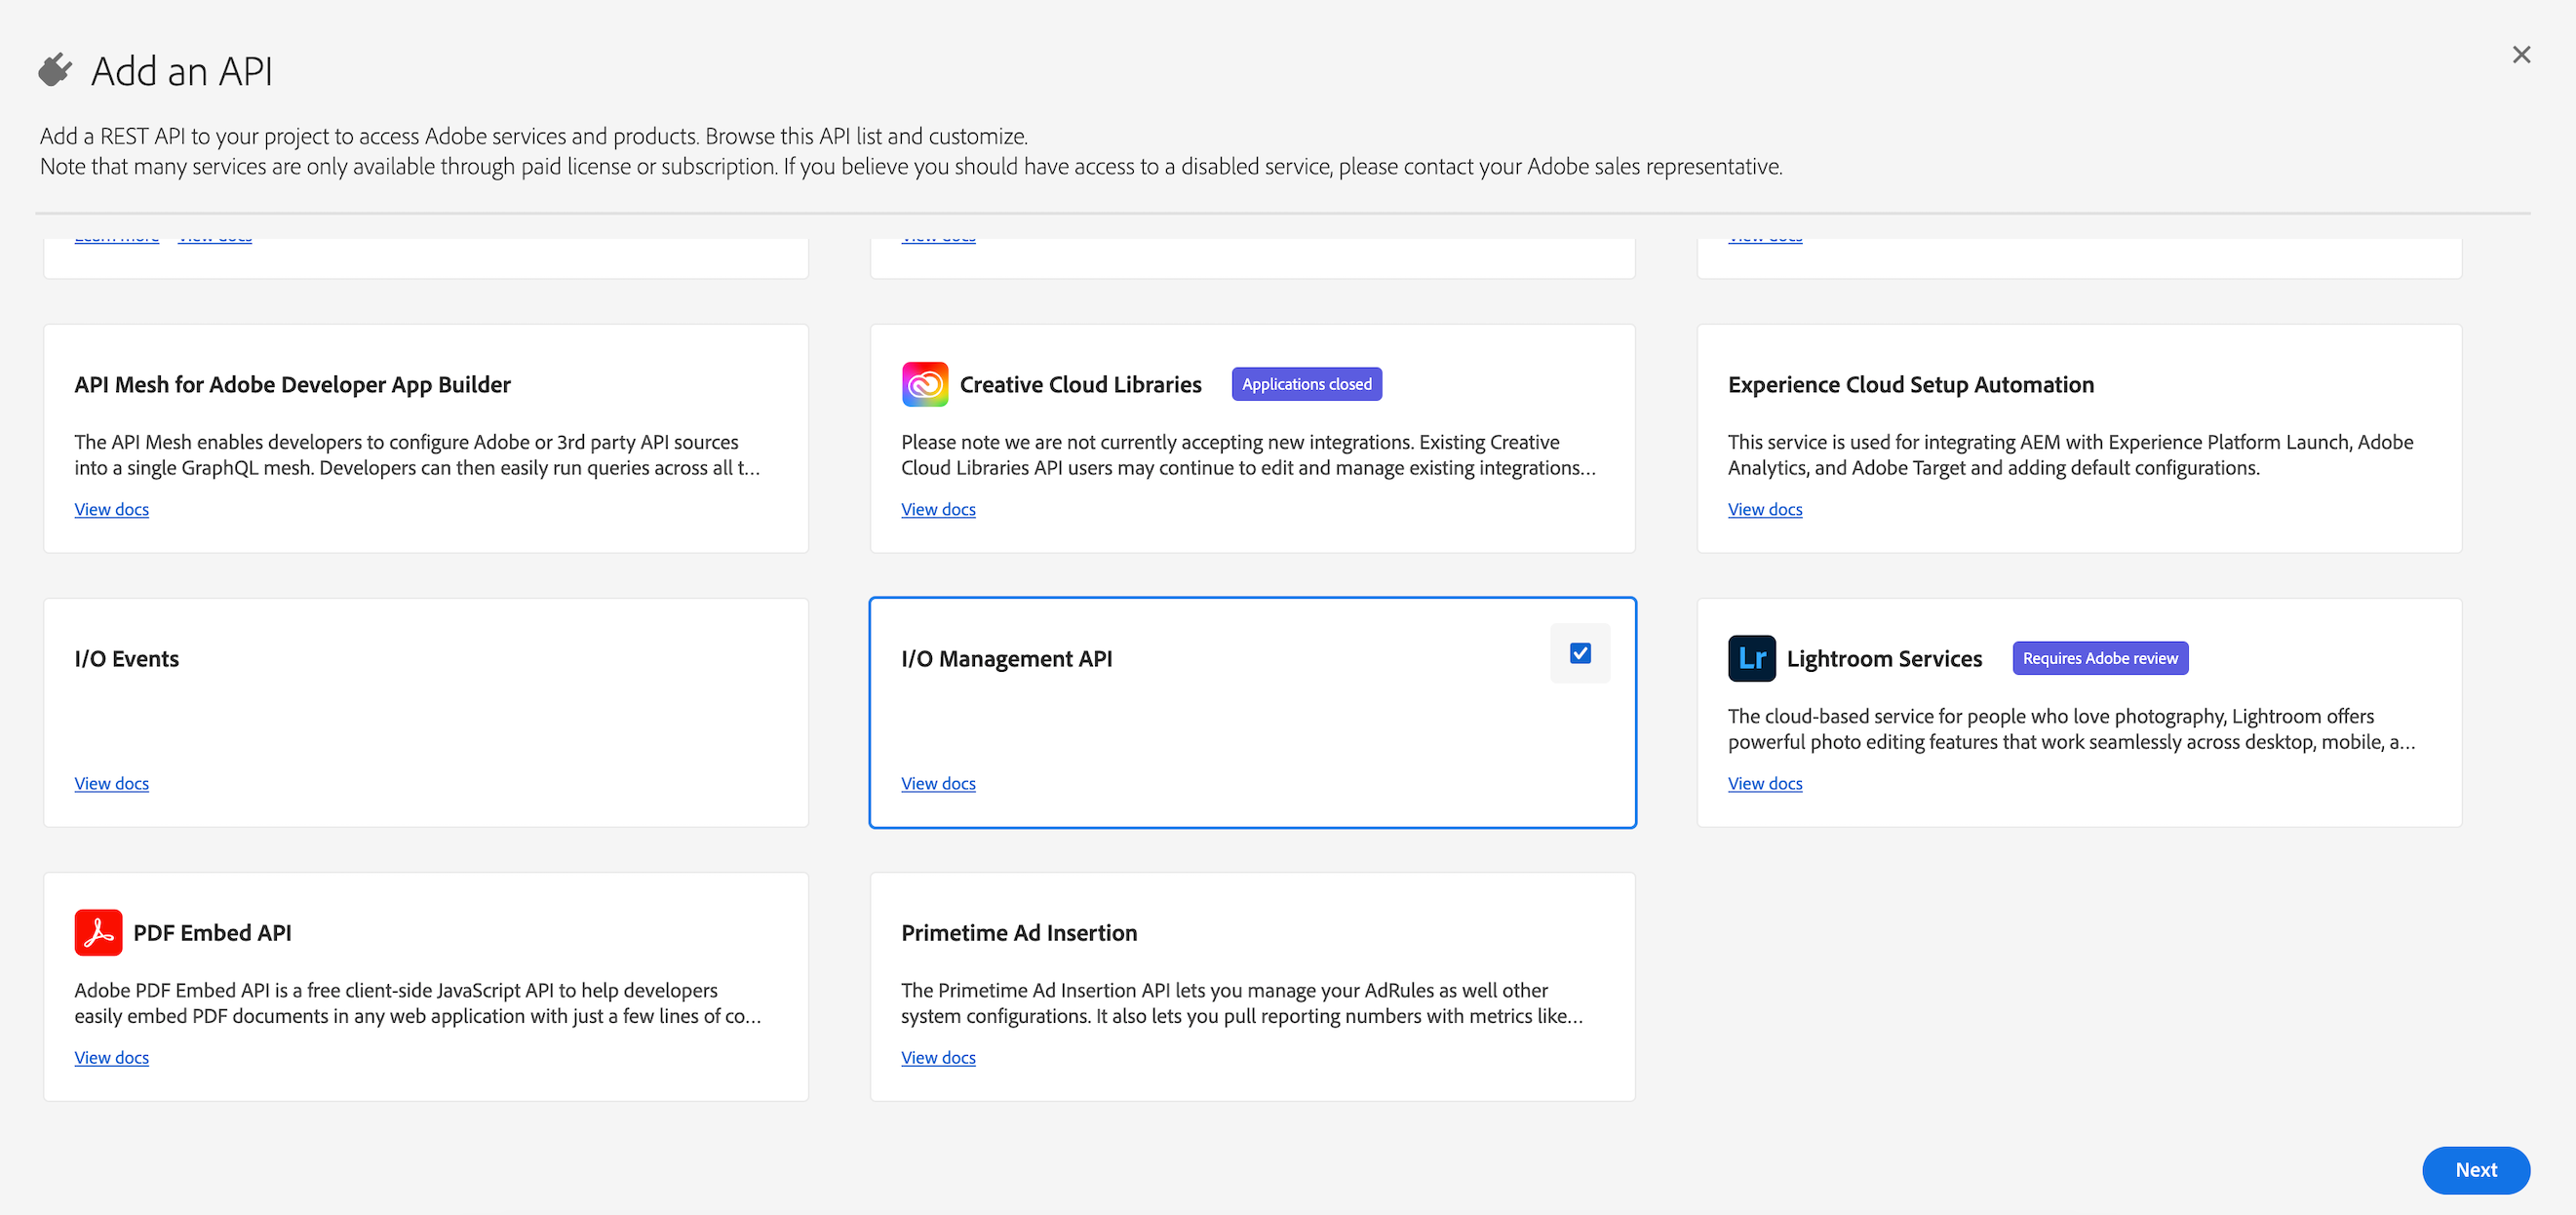 Add an API
Add a REST API to your project to access Adobe services and products. Browse this API list and customize.
Note that many services are only available through paid license or subscription. If you believe you should have access to a disabled service, please contact your Adobe sales representative.
Learn more View docs
View docs
View docs
API Mesh for Adobe Developer App Builder
The API Mesh enables developers to configure Adobe or 3rd party API sources
into a single GraphQL mesh. Developers can then easily run queries across all t...
View docs
Creative Cloud Libraries
Applications closed
Please note we are not currently accepting new integrations. Existing Creative
Cloud Libraries API users may continue to edit and manage existing integrations...
View docs
Experience Cloud Setup Automation
This service is used for integrating AEM with Experience Platform Launch, Adobe
Analytics, and Adobe Target and adding default configurations.
View docs
I/O Events
View docs
I/O Management API
View docs
Lr Lightroom Services
Requires Adobe review
The cloud-based service for people who love photography, Lightroom offers
powerful photo editing features that work seamlessly across desktop, mobile, a...
View docs
PDF Embed API
Adobe PDF Embed API is a free client-side JavaScript API to help developers
easily embed PDF documents in any web application with just a few lines of co...
View docs
Primetime Ad Insertion
The Primetime Ad Insertion API lets you manage your AdRules as well other
system configurations. It also lets you pull reporting numbers with metrics like...
View docs
Next